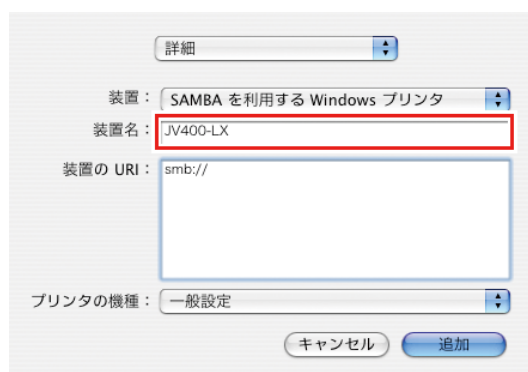 詳細
装置： SAMBA を利用する Windows プリンタ
装置名： JV400-LX
装置の URI： smb://
プリンタの機種： 一般設定
キャンセル 追加